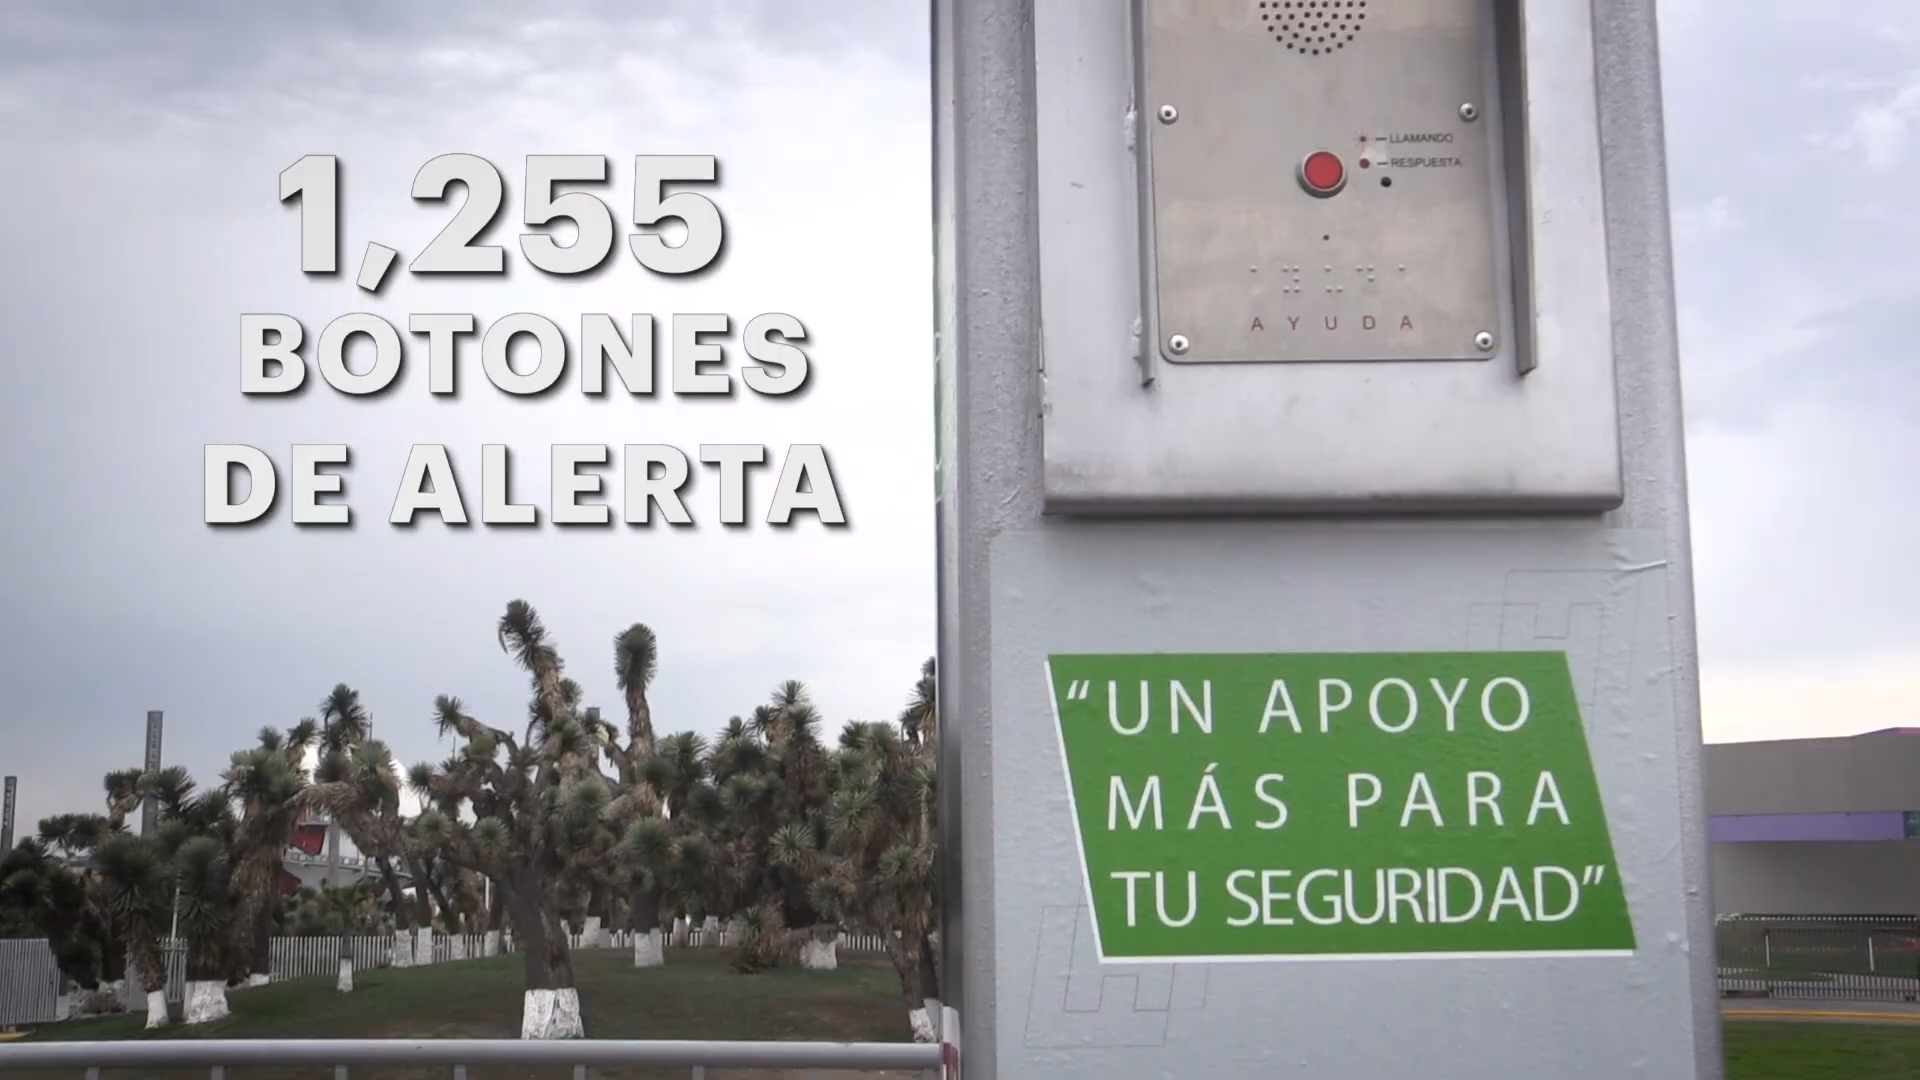 1,255
BOTONES
DE ALERTA
LLAMANDO
RESPUESTA
AYUDA
“UN APOYO
MÁS PARA
TU SEGURIDAD”